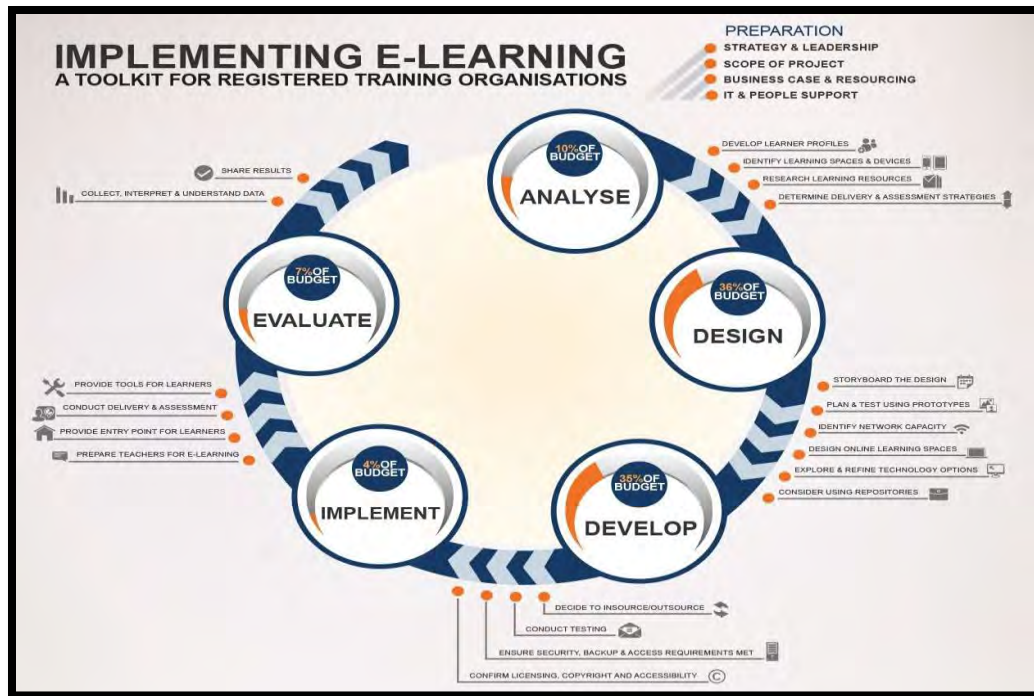 IMPLEMENTING E-LEARNING
A TOOLKIT FOR REGISTERED TRAINING ORGANISATIONS
PREPARATION
STRATEGY & LEADERSHIP
SCOPE OF PROJECT
BUSINESS CASE & RESOURCING
IT & PEOPLE SUPPORT
10% OF
BUDGET
ANALYSE
DEVELOP LEARNER PROFILES
IDENTIFY LEARNING SPACES & DEVICES
RESEARCH LEARNING RESOURCES
DETERMINE DELIVERY & ASSESSMENT STRATEGIES
36% OF
BUDGET
DESIGN
STORYBOARD THE DESIGN
PLAN & TEST USING PROTOTYPES
IDENTIFY NETWORK CAPACITY
DESIGN ONLINE LEARNING SPACES
EXPLORE & REFINE TECHNOLOGY OPTIONS
CONSIDER USING REPOSITORIES
35% OF
BUDGET
DEVELOP
DECIDE TO INSOURCE/OUTSOURCE
CONDUCT TESTING
ENSURE SECURITY, BACKUP & ACCESS REQUIREMENTS MET
CONFIRM LICENSING, COPYRIGHT AND ACCESSIBILITY
©
4% OF
BUDGET
IMPLEMENT
PROVIDE TOOLS FOR LEARNERS
CONDUCT DELIVERY & ASSESSMENT
PROVIDE ENTRY POINT FOR LEARNERS
PREPARE TEACHERS FOR E-LEARNING
7% OF
BUDGET
EVALUATE
SHARE RESULTS
COLLECT, INTERPRET & UNDERSTAND DATA